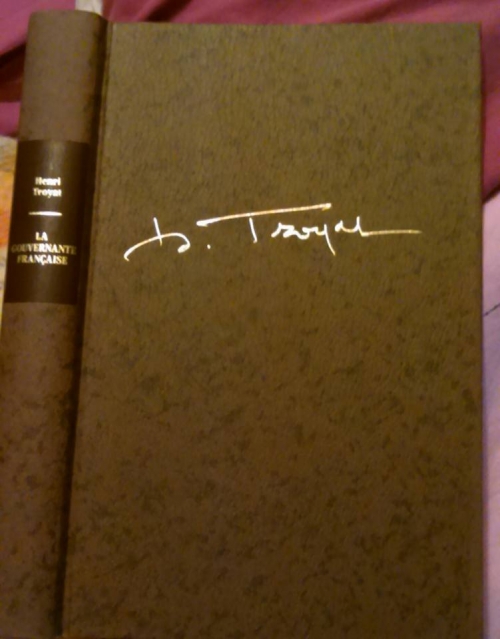 Henri
Troyat
LA
GOUVERNANTE
FRANÇAISE
H. Troyat